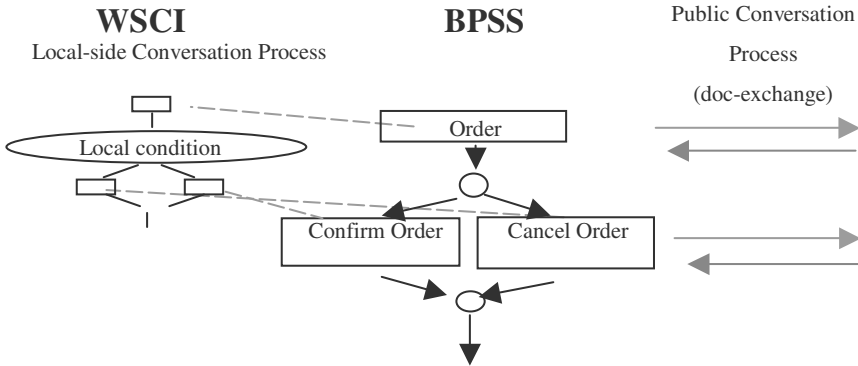 WSCI
Local-side Conversation Process
BPSS
Public Conversation
Process
(doc-exchange)
Order
Local condition
Confirm Order
Cancel Order